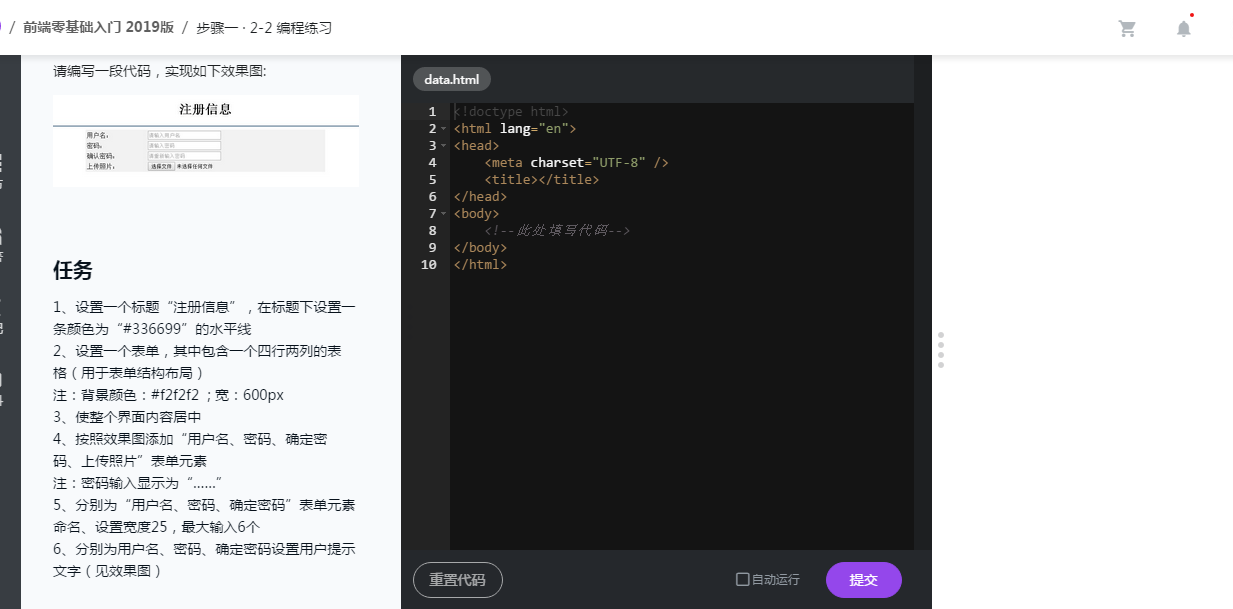 / 前端零基础入门 2019版 / 步骤一 · 2-2 编程练习
请编写一段代码，实现如下效果图:
注册信息
用户名：
请输入用户名
密码：
请输入密码
确认密码：
请重新输入密码
上传照片：
选择文件 未选择任何文件
任务
1、设置一个标题“注册信息”，在标题下设置一
条颜色为“#336699”的水平线
2、设置一个表单，其中包含一个四行两列的表
格（用于表单结构布局）
注：背景颜色：#f2f2f2 ；宽：600px
3、使整个界面内容居中
4、按照效果图添加“用户名、密码、确定密
码、上传照片”表单元素
注：密码输入显示为“......”
5、分别为“用户名、密码、确定密码”表单元素
命名、设置宽度25，最大输入6个
6、分别为用户名、密码、确定密码设置用户提示
文字（见效果图）
data.html
1 <!doctype html>
2 <html lang="en">
3 <head>
4 <meta charset="UTF-8" />
5 <title></title>
6 </head>
7 <body>
8 <!--此处填写代码-->
9 </body>
10 </html>
重置代码
自动运行
提交